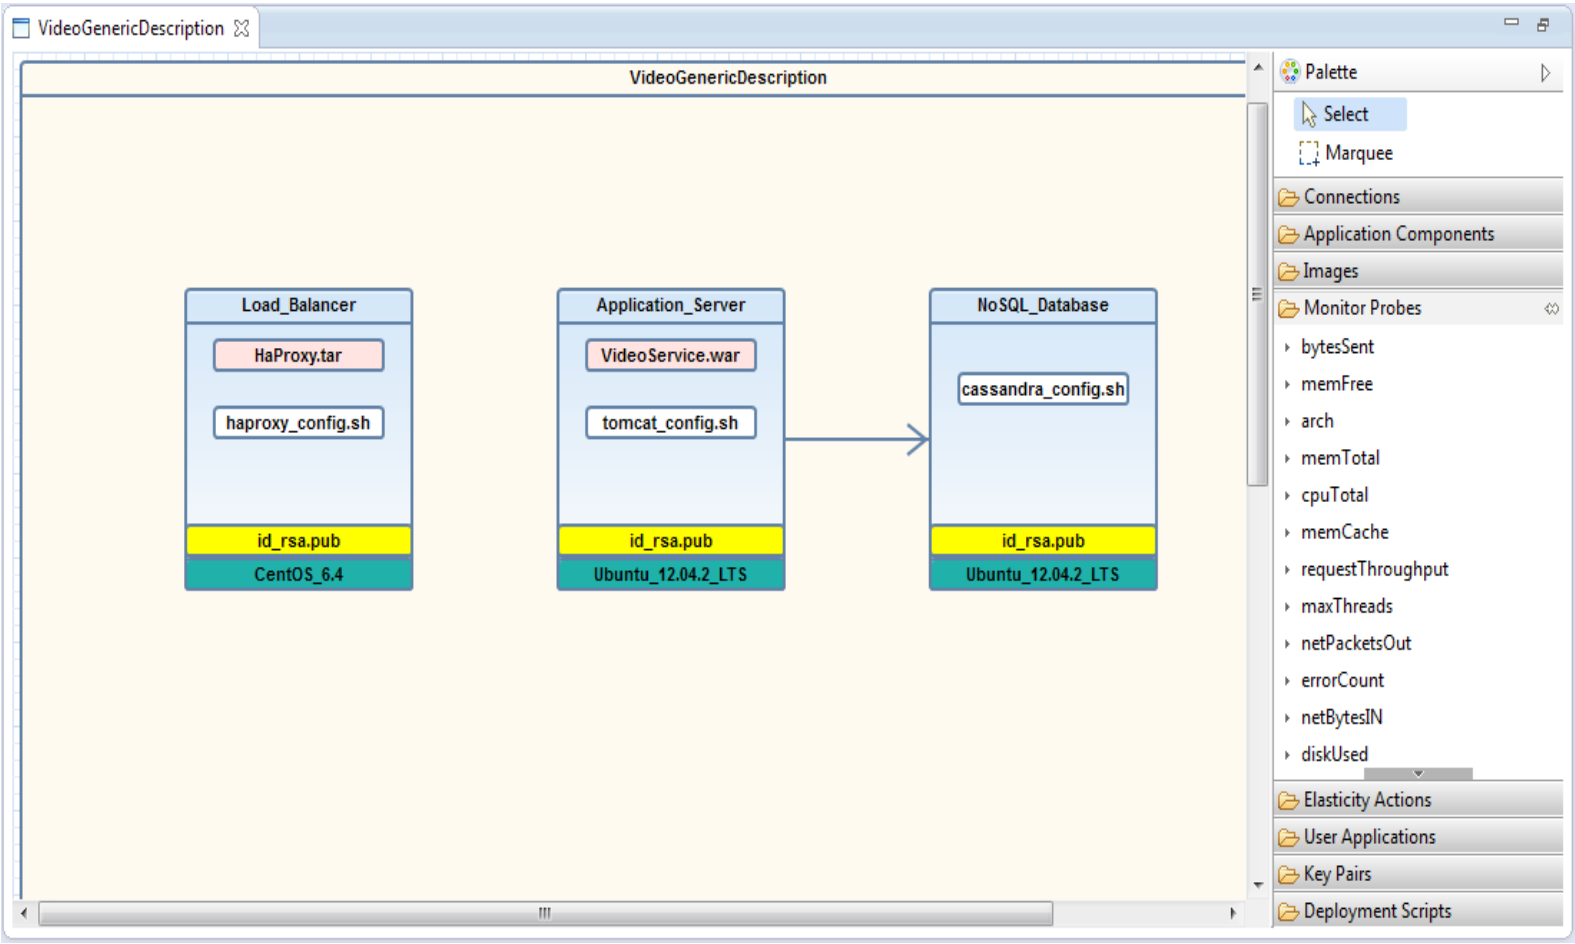 VideoGenericDescription
VideoGenericDescription
Load_Balancer
HaProxy.tar
haproxy_config.sh
id_rsa.pub
CentOS_6.4
Application_Server
VideoService.war
tomcat_config.sh
id_rsa.pub
Ubuntu_12.04.2_LTS
NoSQL_Database
cassandra_config.sh
id_rsa.pub
Ubuntu_12.04.2_LTS
Palette
Select
Marquee
Connections
Application Components
Images
Monitor Probes
bytesSent
memFree
arch
memTotal
cpuTotal
memCache
requestThroughput
maxThreads
netPacketsOut
errorCount
netBytesIN
diskUsed
Elasticity Actions
User Applications
Key Pairs
Deployment Scripts